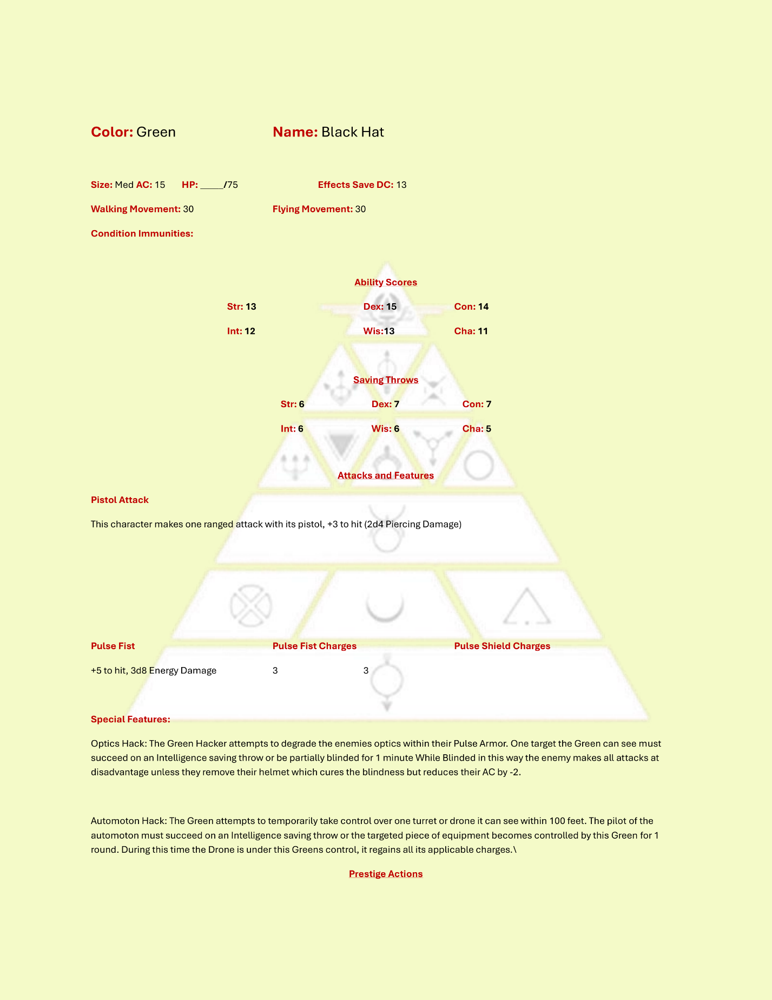 Color: Green Name: Black Hat
Size: Med AC: 15 HP: _____/75 Effects Save DC: 13
Walking Movement: 30 Flying Movement: 30
Condition Immunities:
Ability Scores
Str: 13 Dex: 15 Con: 14
Int: 12 Wis:13 Cha: 11
Saving Throws
Str: 6 Dex: 7 Con: 7
Int: 6 Wis: 6 Cha: 5
Attacks and Features
Pistol Attack
This character makes one ranged attack with its pistol, +3 to hit (2d4 Piercing Damage)
Pulse Fist Pulse Fist Charges Pulse Shield Charges
+5 to hit, 3d8 Energy Damage 3 3
Special Features:
Optics Hack: The Green Hacker attempts to degrade the enemies optics within their Pulse Armor. One target the Green can see must
succeed on an Intelligence saving throw or be partially blinded for 1 minute While Blinded in this way the enemy makes all attacks at
disadvantage unless they remove their helmet which cures the blindness but reduces their AC by -2.
Automoton Hack: The Green attempts to temporarily take control over one turret or drone it can see within 100 feet. The pilot of the
automoton must succeed on an Intelligence saving throw or the targeted piece of equipment becomes controlled by this Green for 1
round. During this time the Drone is under this Greens control, it regains all its applicable charges.\
Prestige Actions